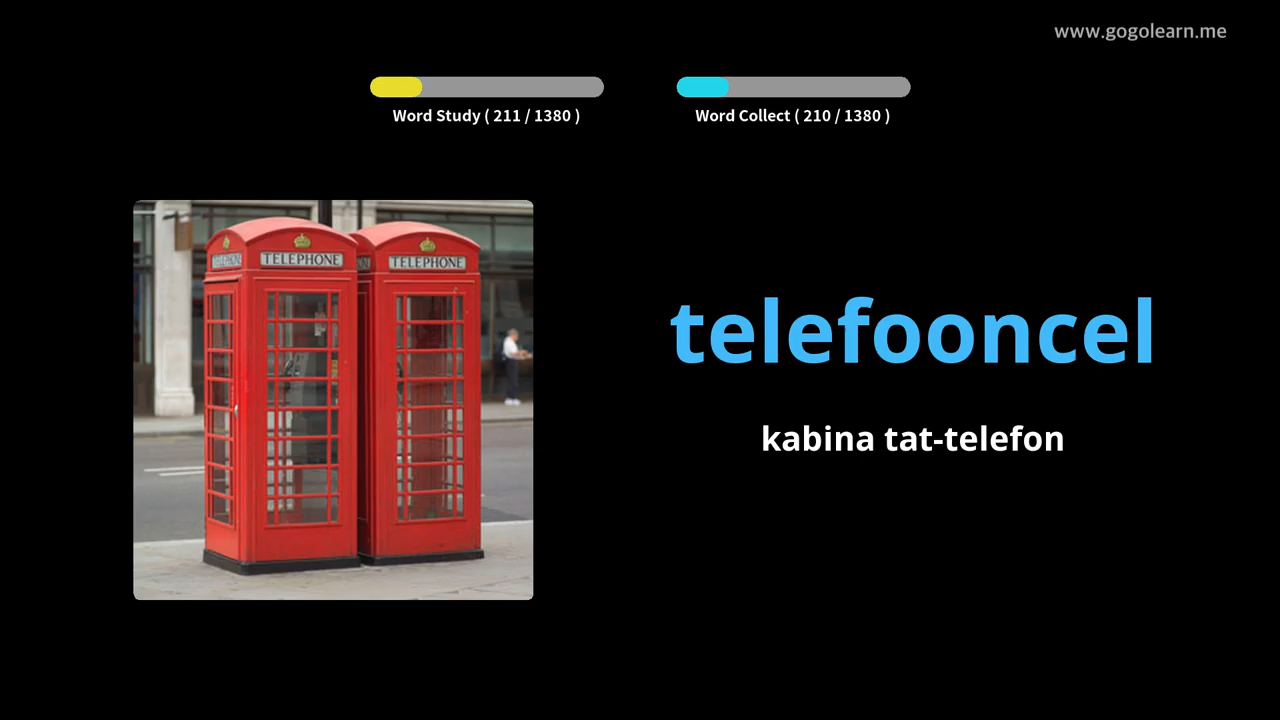 www.gogolearn.me
Word Study ( 211 / 1380 )
Word Collect ( 210 / 1380 )
TELEPHONE
TELEPHONE
telefooncel
kabina tat-telefon